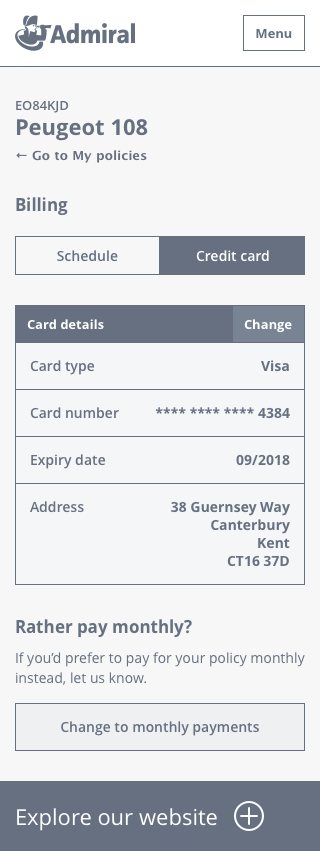 Admiral
Menu
EO84KJD
Peugeot 108
← Go to My policies
Billing
Schedule
Credit card
Card details
Change
Card type
Visa
Card number
**** **** **** 4384
Expiry date
09/2018
Address
38 Guernsey Way
Canterbury
Kent
CT16 37D
Rather pay monthly?
If you’d prefer to pay for your policy monthly
instead, let us know.
Change to monthly payments
Explore our website